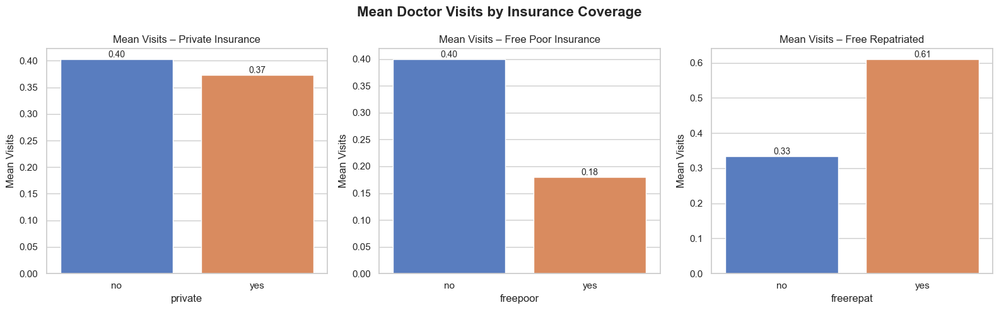 Mean Doctor Visits by Insurance Coverage
Mean Visits – Private Insurance
Mean Visits
0.40
0.35
0.30
0.25
0.20
0.15
0.10
0.05
0.00
0.40
0.37
no
yes
private
Mean Visits – Free Poor Insurance
Mean Visits
0.40
0.35
0.30
0.25
0.20
0.15
0.10
0.05
0.00
0.40
0.18
no
yes
freepoor
Mean Visits – Free Repatriated
Mean Visits
0.6
0.5
0.4
0.3
0.2
0.1
0.0
0.33
0.61
no
yes
freerepat